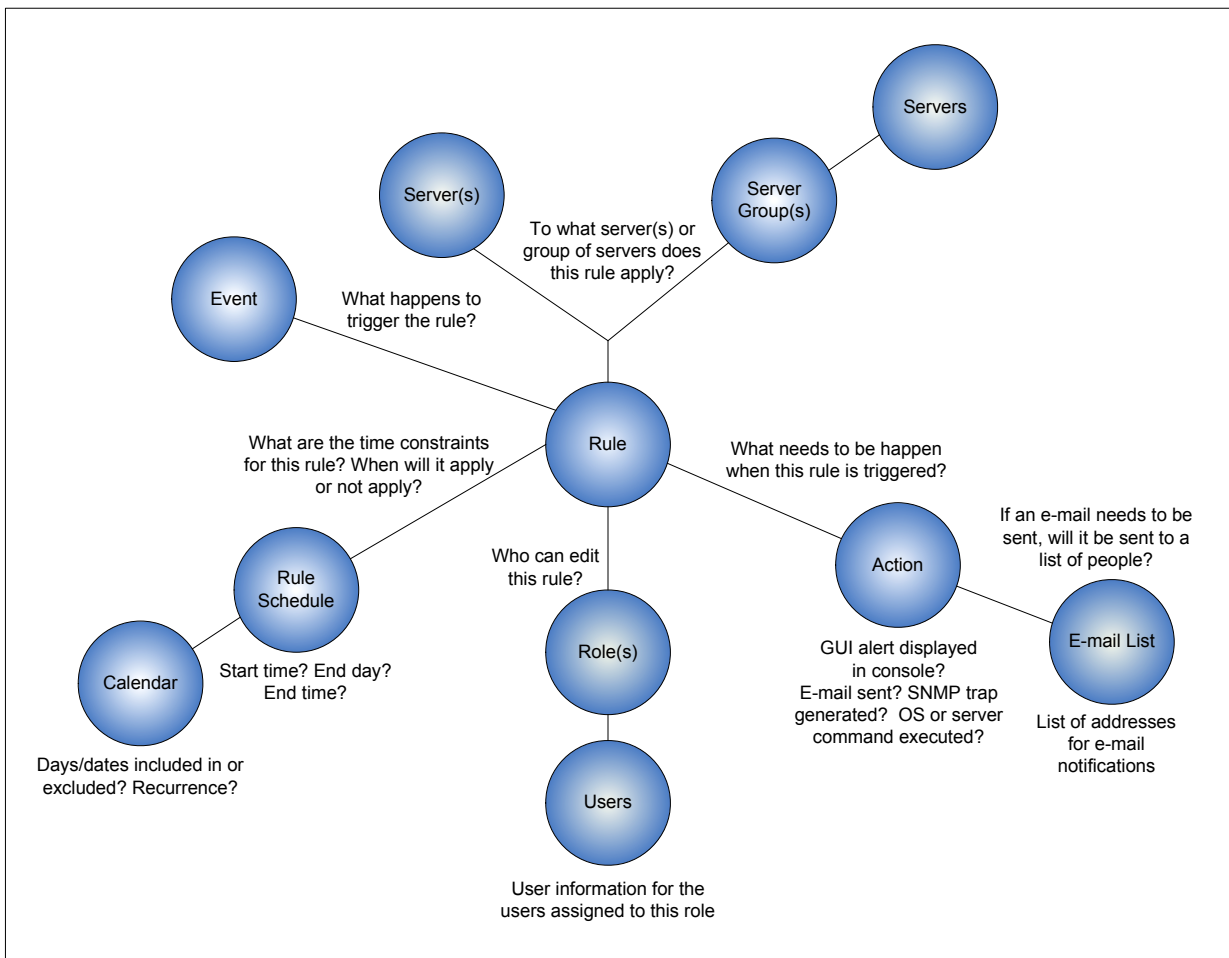 Servers
Server(s)
Server
Group(s)
To what server(s) or
group of servers does
this rule apply?
Event
What happens to
trigger the rule?
Rule
What are the time constraints
for this rule? When will it apply
or not apply?
What needs to be happen
when this rule is triggered?
Rule
Schedule
Start time? End day?
End time?
Calendar
Days/dates included in or
excluded? Recurrence?
Who can edit
this rule?
Role(s)
Users
User information for the
users assigned to this role
Action
GUI alert displayed
in console?
E-mail sent? SNMP trap
generated? OS or server
command executed?
If an e-mail needs to be
sent, will it be sent to a
list of people?
E-mail List
List of addresses
for e-mail
notifications